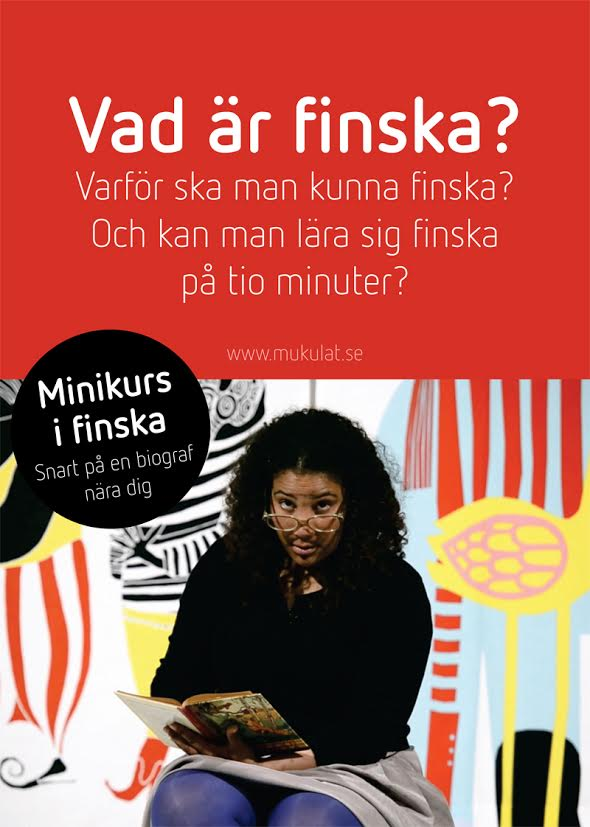 Vad är finska?
Varför ska man kunna finska?
Och kan man lära sig finska
på tio minuter?
www.mukulat.se
Minikurs
i finska
Snart på en biograf
nära dig